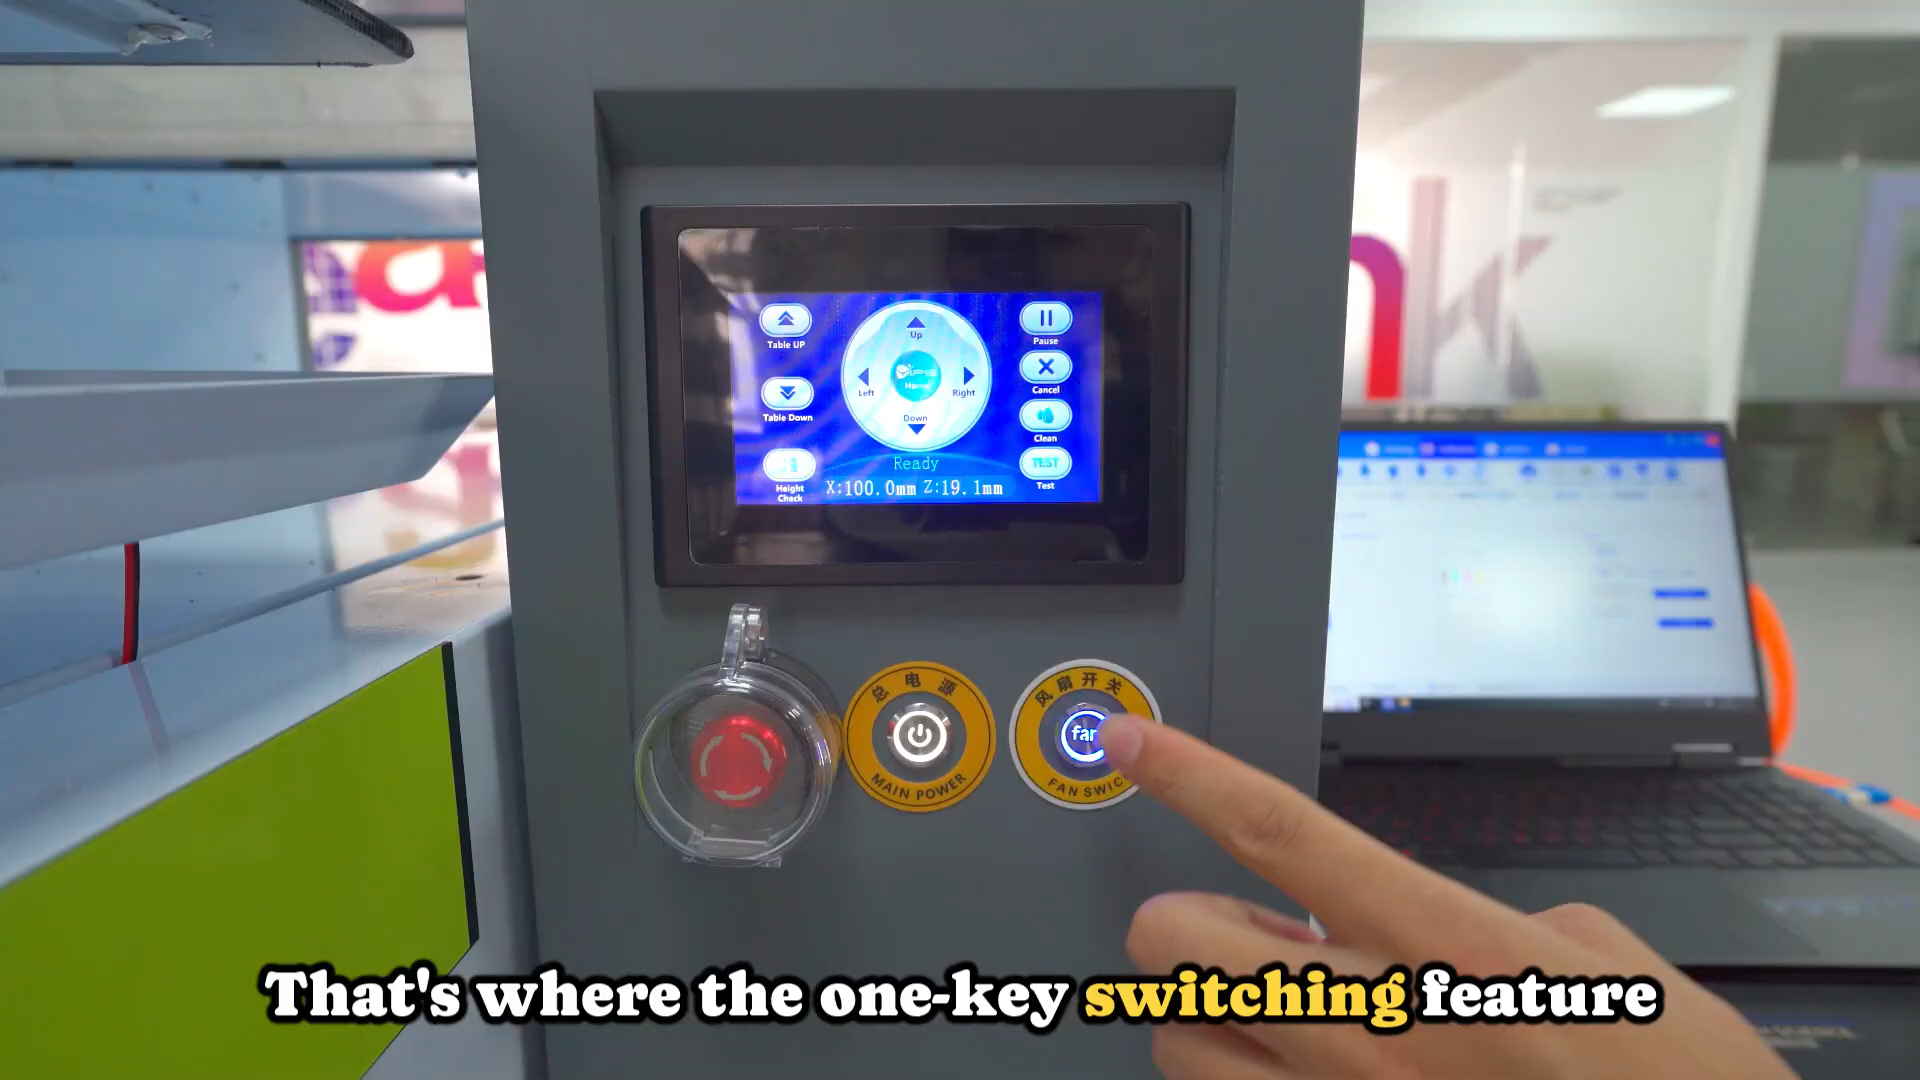 Table UP
Up
Pause
Left
Home
Right
Cancel
Table Down
Down
Clean
Ready
TEST
Height
Check
X:100.0mm Z:19.1mm
Test
总电源
MAIN POWER
风扇开关
fan
FAN SWIC
That's where the one-key switching feature